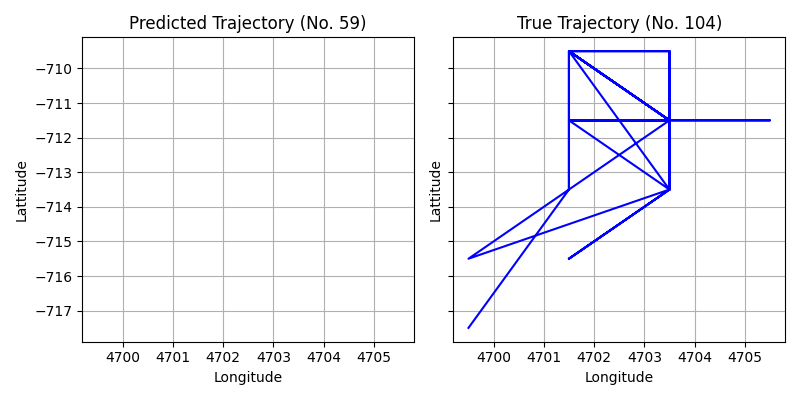 Predicted Trajectory (No. 59)
True Trajectory (No. 104)
Lattitude
−710
−711
−712
−713
−714
−715
−716
−717
4700 4701 4702 4703 4704 4705
Longitude
Lattitude
4700 4701 4702 4703 4704 4705
Longitude